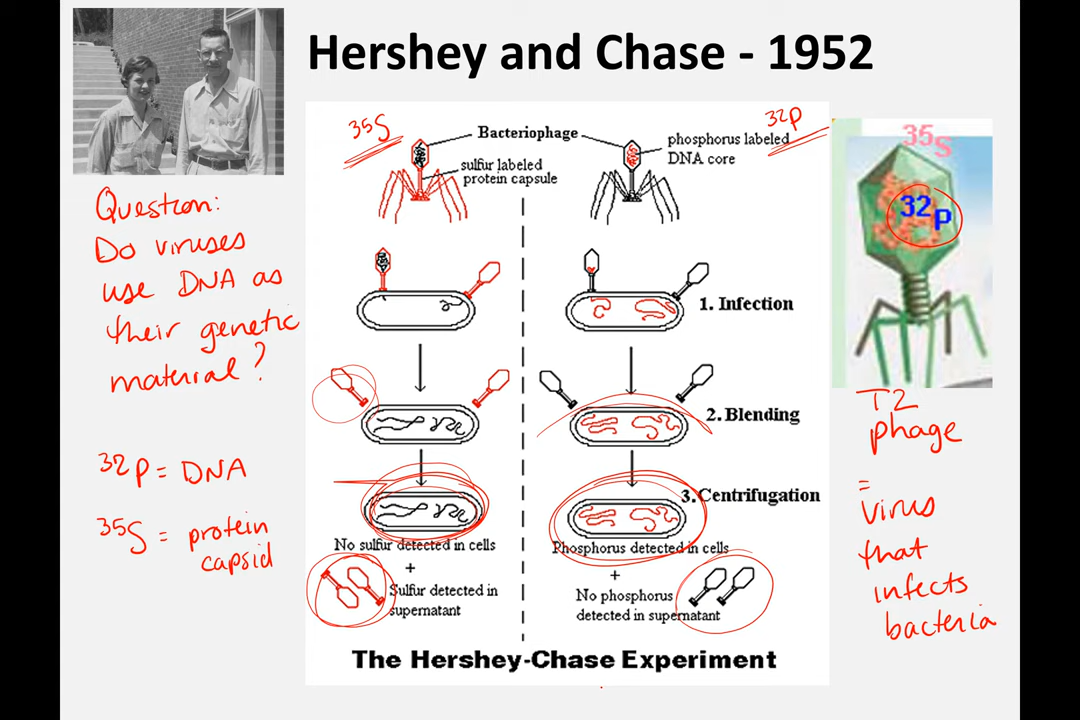 Hershey and Chase - 1952
35S
Bacteriophage
32P
phosphorus labeled
DNA core
sulfur labeled
protein capsule
35S
32P
Question:
Do viruses
use DNA as
their genetic
material?
32P = DNA
35S = protein
capsid
1. Infection
2. Blending
3. Centrifugation
No sulfur detected in cells
+
Sulfur detected in
supernatant
Phosphorus detected in cells
+
No phosphorus
detected in supernatant
The Hershey-Chase Experiment
T2
phage
=
virus
that
infects
bacteria